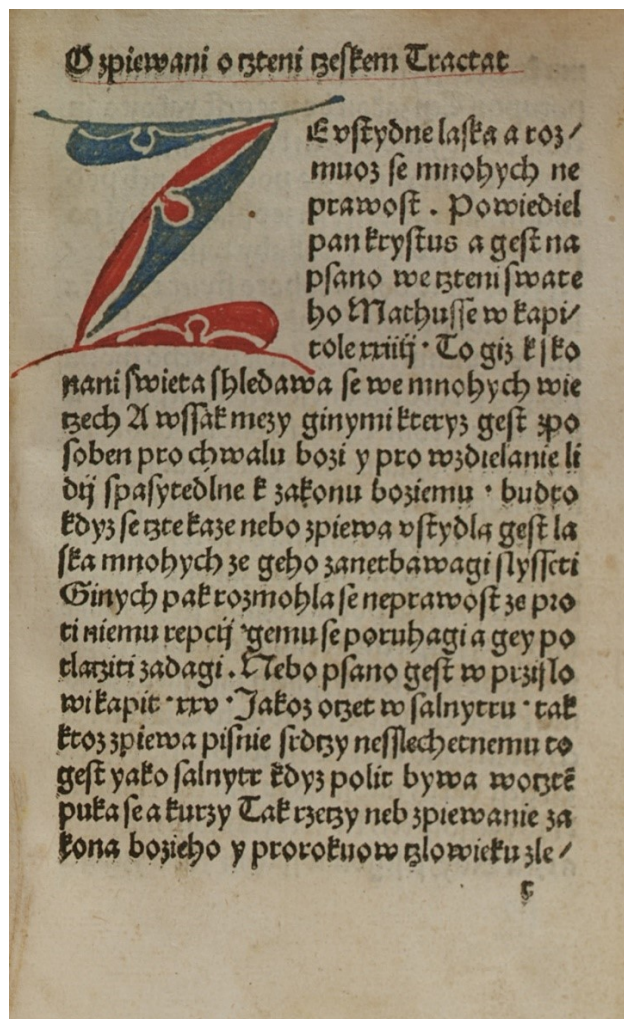 O zpiewani o czteni czeskem Tractat
ZE vstydne laska a roz/
muoz se mnohych ne
prawost . Powiediel
pan krystus a gest na
psano we czteni swate
ho Mathusse w kapi/
tole xxiiij · To giz k sko
nani swieta shledawa se we mnohych wie
czech A wssak mezy ginymi kteryz gest zpo
soben pro chwalu bozi y pro wzdielanie li
dij spasytedlne k zakonu boziemu · budto
kdyz se czte kaze nebo zpiewa vstydla gest la
ska mnohych ze geho zanetbawagi slysseti
Ginych pak rozmohla se neprawost ze pro
ti niemu repcij gemu se poruhagi a gey po
tlacziti zadagi . Nebo psano gest w przislo
wi kapit · xxv · Jakoz oczet w salnytru · tak
ktoz zpiewa pisnie srdczy nesslechetnemu to
gest yako salnytr kdyz polit bywa wocztē
puka se a kurzy Tak rzeczy neb zpiewanie za
kona bozieho y prorokuow czlowieku zle/
c